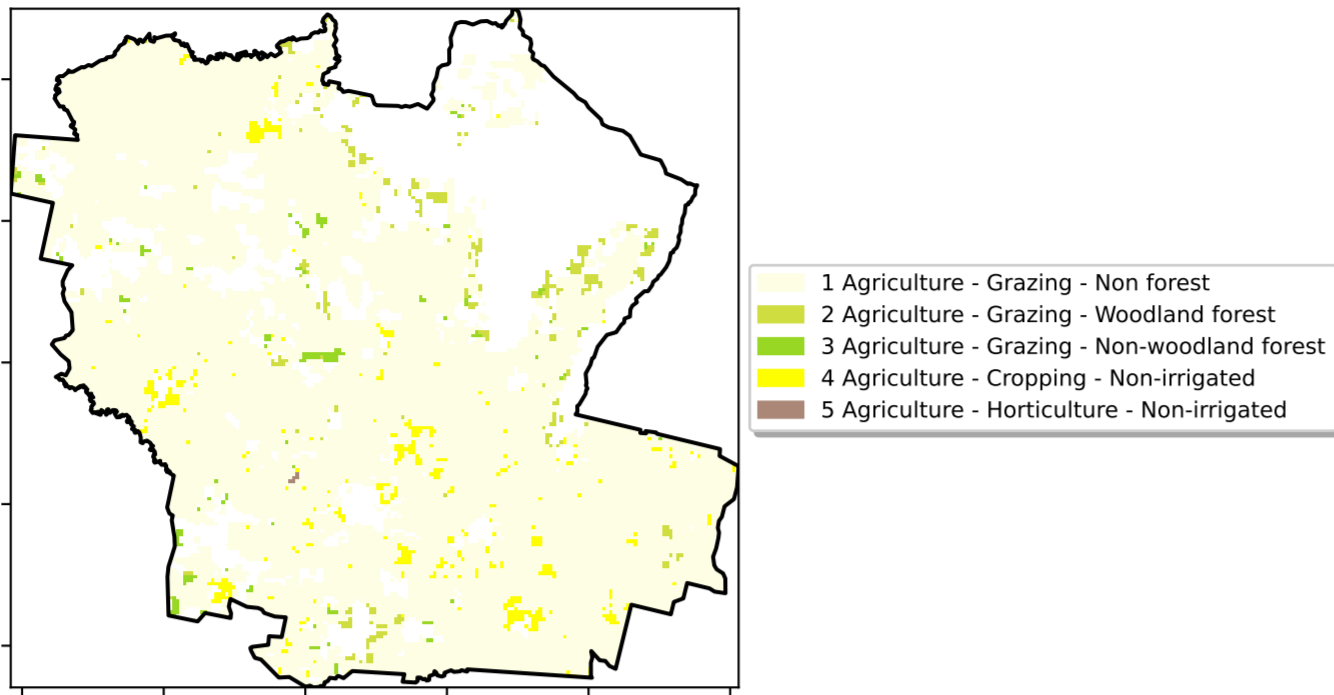 1 Agriculture - Grazing - Non forest
2 Agriculture - Grazing - Woodland forest
3 Agriculture - Grazing - Non-woodland forest
4 Agriculture - Cropping - Non-irrigated
5 Agriculture - Horticulture - Non-irrigated